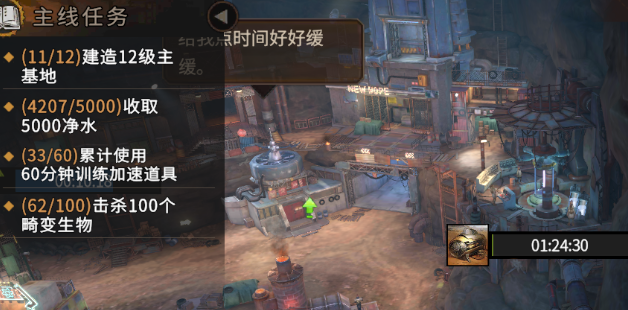 主线任务
(11/12)建造12级主
基地
(4207/5000)收取
5000净水
(33/60)累计使用
60分钟训练加速道具
(62/100)击杀100个
畸变生物
给我点时间好好缓
缓。
NEW HOPE
01:24:30